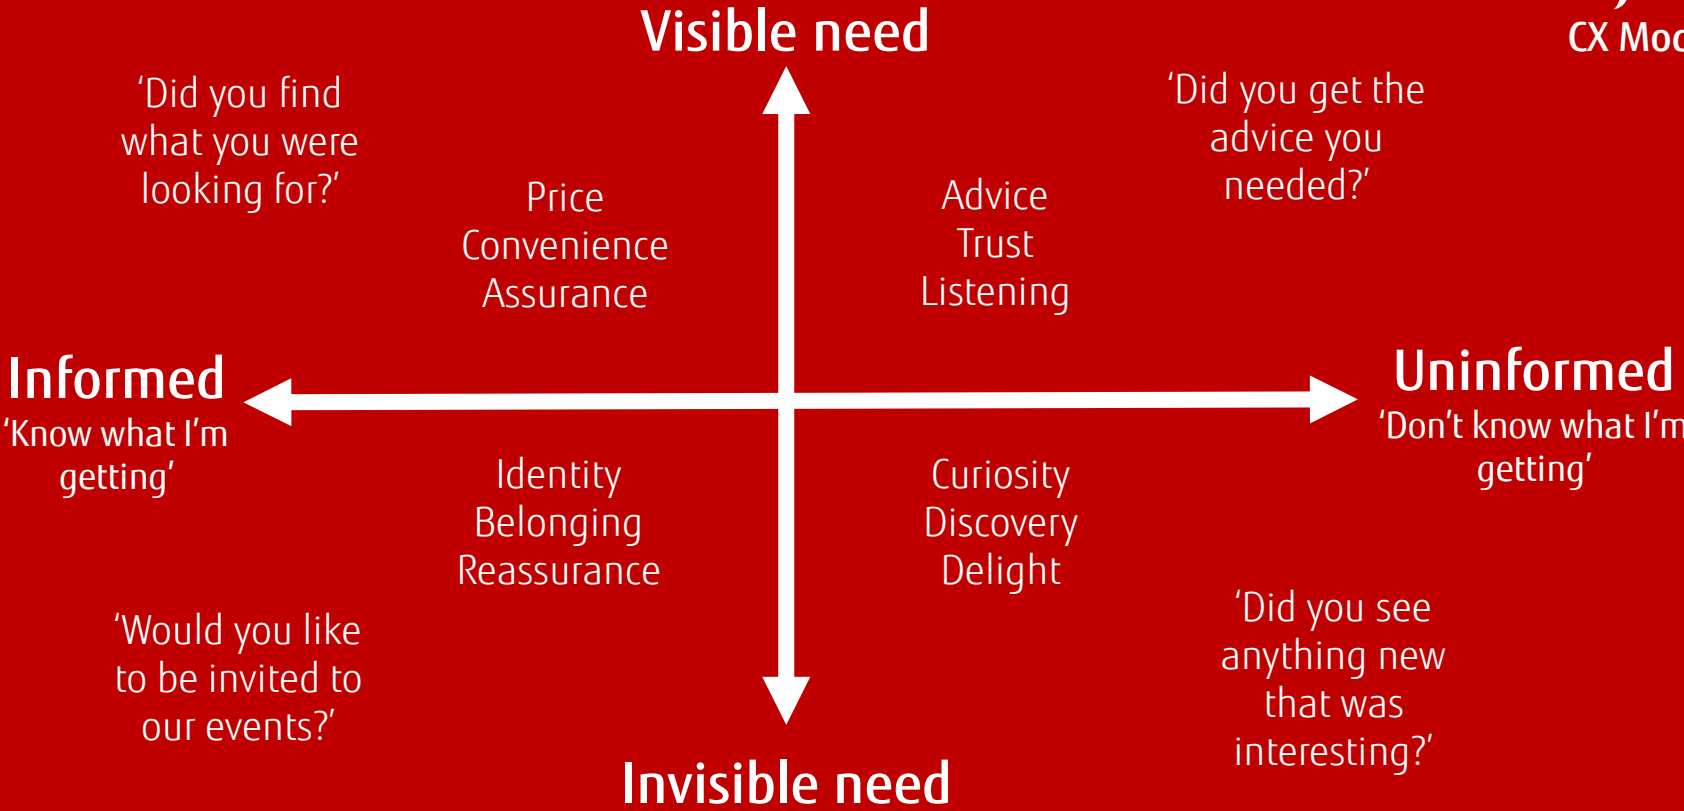 Visible need
CX
'Did you find
what you were
looking for?'
'Did you get the
advice you
needed?'
Price
Convenience
Assurance
Advice
Trust
Listening
Informed
'Know what I'm
getting'
Uninformed
'Don't know what I'm
getting'
Identity
Belonging
Reassurance
Curiosity
Discovery
Delight
'Would you like
to be invited to
our events?'
'Did you see
anything new
that was
interesting?'
Invisible need